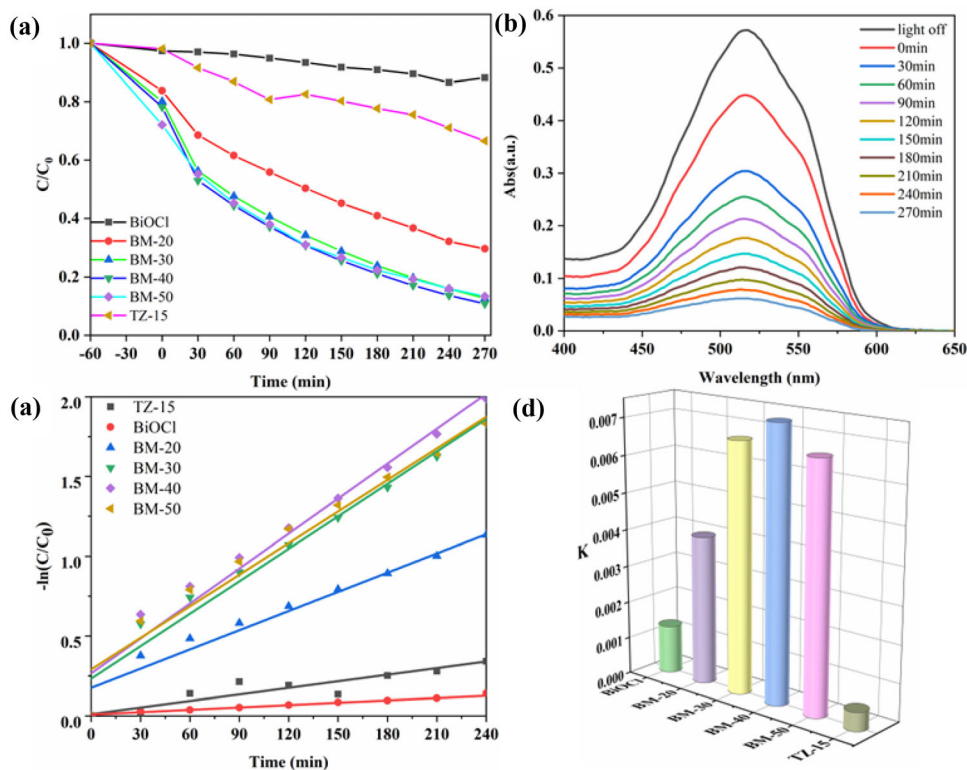 (a)
1.0
0.8
0.6
0.4
0.2
0.0
C/C0
BiOCl
BM-20
BM-30
BM-40
BM-50
TZ-15
-60 -30 0 30 60 90 120 150 180 210 240 270
Time (min)
(b)
0.6
0.5
0.4
0.3
0.2
0.1
0.0
Abs(a.u.)
light off
0min
30min
60min
90min
120min
150min
180min
210min
240min
270min
400 450 500 550 600 650
Wavelength (nm)
(a)
2.0
1.5
1.0
0.5
0.0
-ln(C/C0)
TZ-15
BiOCl
BM-20
BM-30
BM-40
BM-50
0 30 60 90 120 150 180 210 240
Time (min)
(d)
0.007
0.006
0.005
0.004
0.003
0.002
0.001
0.000
K
BiOCl
BM-20
BM-30
BM-40
BM-50
TZ-15